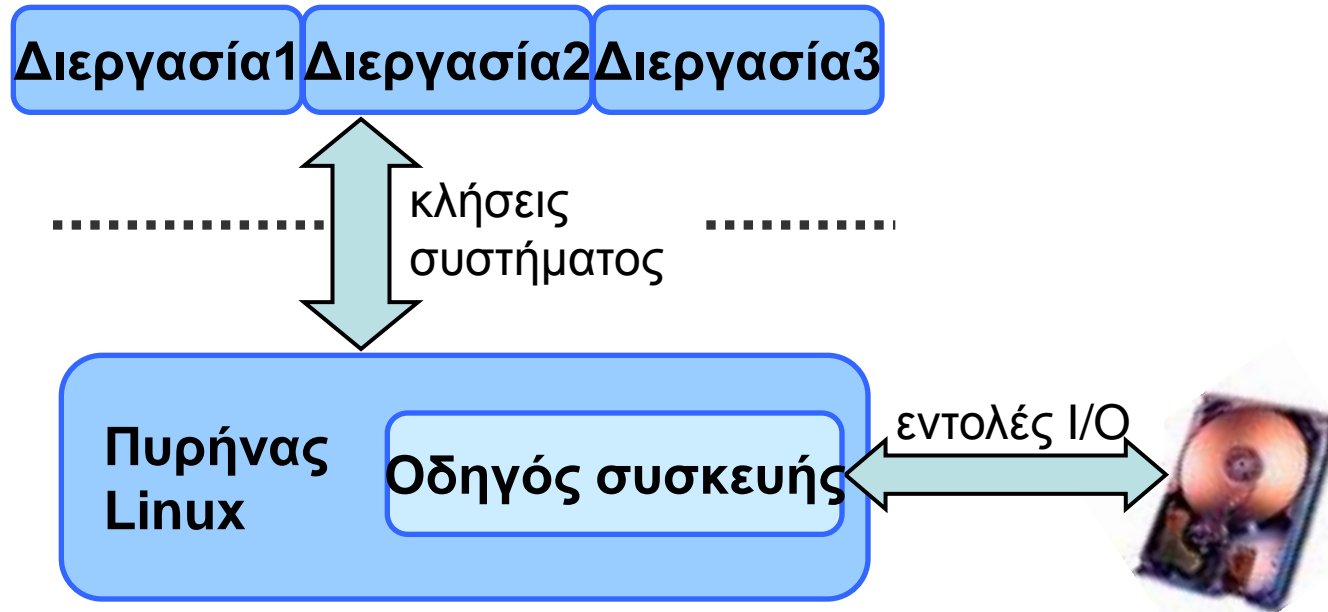 Διεργασία1 Διεργασία2 Διεργασία3
κλήσεις
συστήματος
Πυρήνας
Linux
Οδηγός συσκευής
εντολές I/O